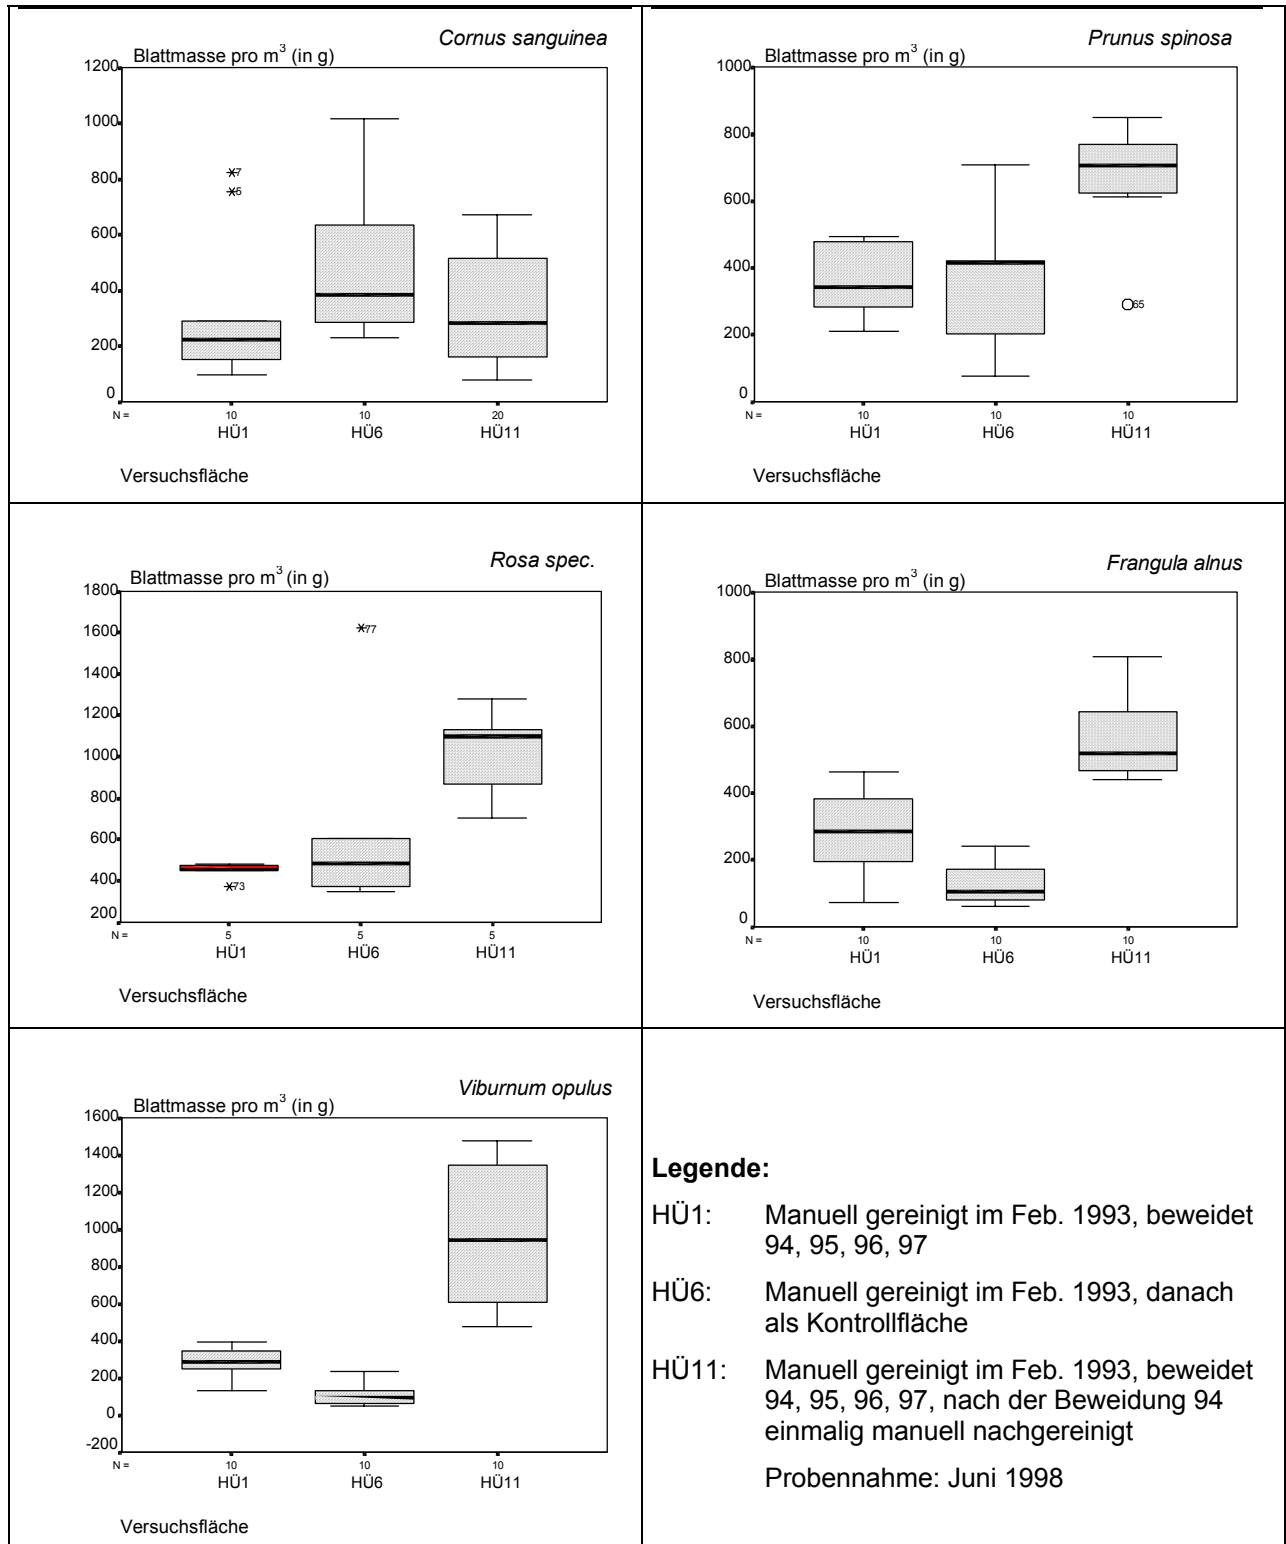 Cornus sanguinea
Blattmasse pro m³ (in g)
1200
1000
800
600
400
200
0
7
5
N = 10 10 20
HÜ1 HÜ6 HÜ11
Versuchsfläche
Prunus spinosa
Blattmasse pro m³ (in g)
1000
800
600
400
200
0
65
N = 10 10 10
HÜ1 HÜ6 HÜ11
Versuchsfläche
Rosa spec.
Blattmasse pro m³ (in g)
1800
1600
1400
1200
1000
800
600
400
200
77
73
N = 5 5 5
HÜ1 HÜ6 HÜ11
Versuchsfläche
Frangula alnus
Blattmasse pro m³ (in g)
1000
800
600
400
200
0
N = 10 10 10
HÜ1 HÜ6 HÜ11
Versuchsfläche
Viburnum opulus
Blattmasse pro m³ (in g)
1600
1400
1200
1000
800
600
400
200
0
-200
N = 10 10 10
HÜ1 HÜ6 HÜ11
Versuchsfläche
Legende:
HÜ1: Manuell gereinigt im Feb. 1993, beweidet
94, 95, 96, 97
HÜ6: Manuell gereinigt im Feb. 1993, danach
als Kontrollfläche
HÜ11: Manuell gereinigt im Feb. 1993, beweidet
94, 95, 96, 97, nach der Beweidung 94
einmalig manuell nachgereinigt
Probennahme: Juni 1998